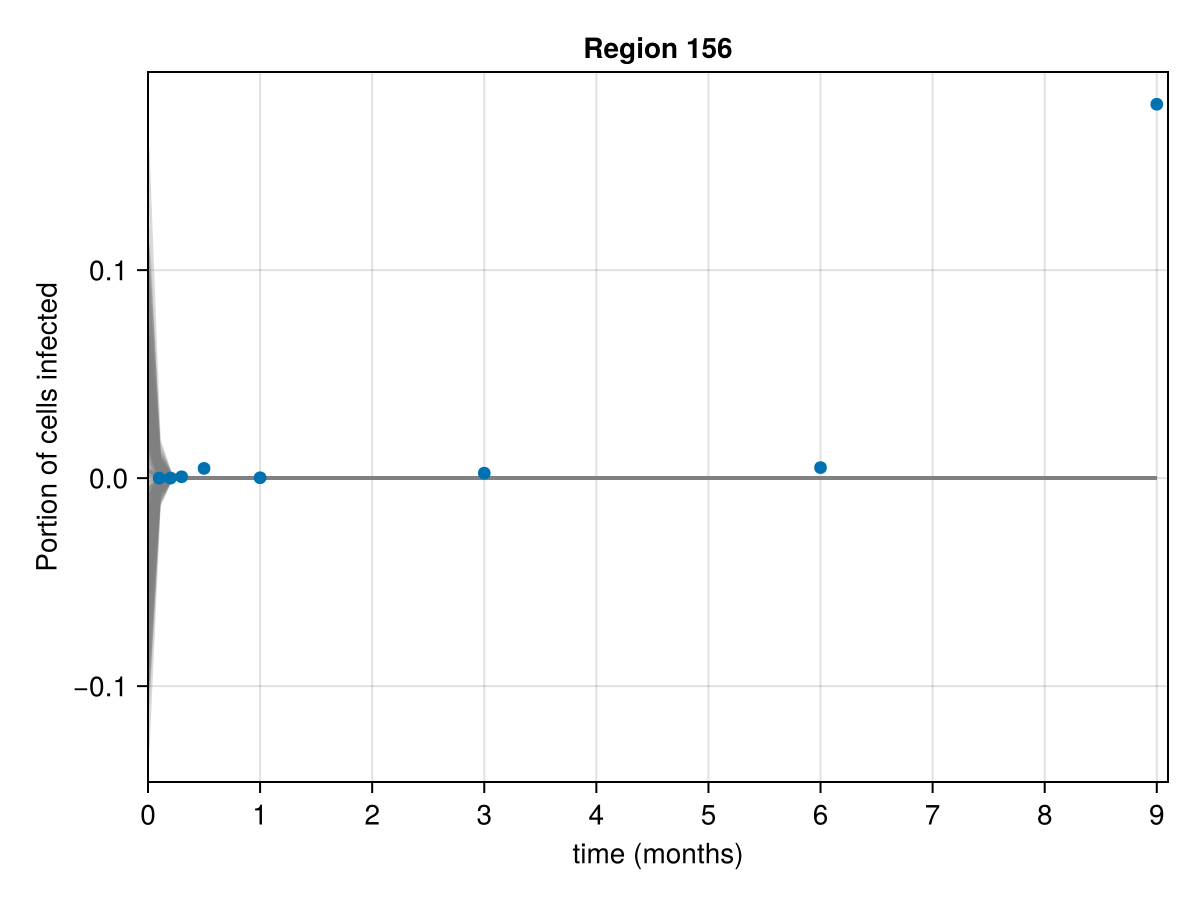 Region 156
Portion of cells infected
0.1
0.0
−0.1
0 1 2 3 4 5 6 7 8 9
time (months)